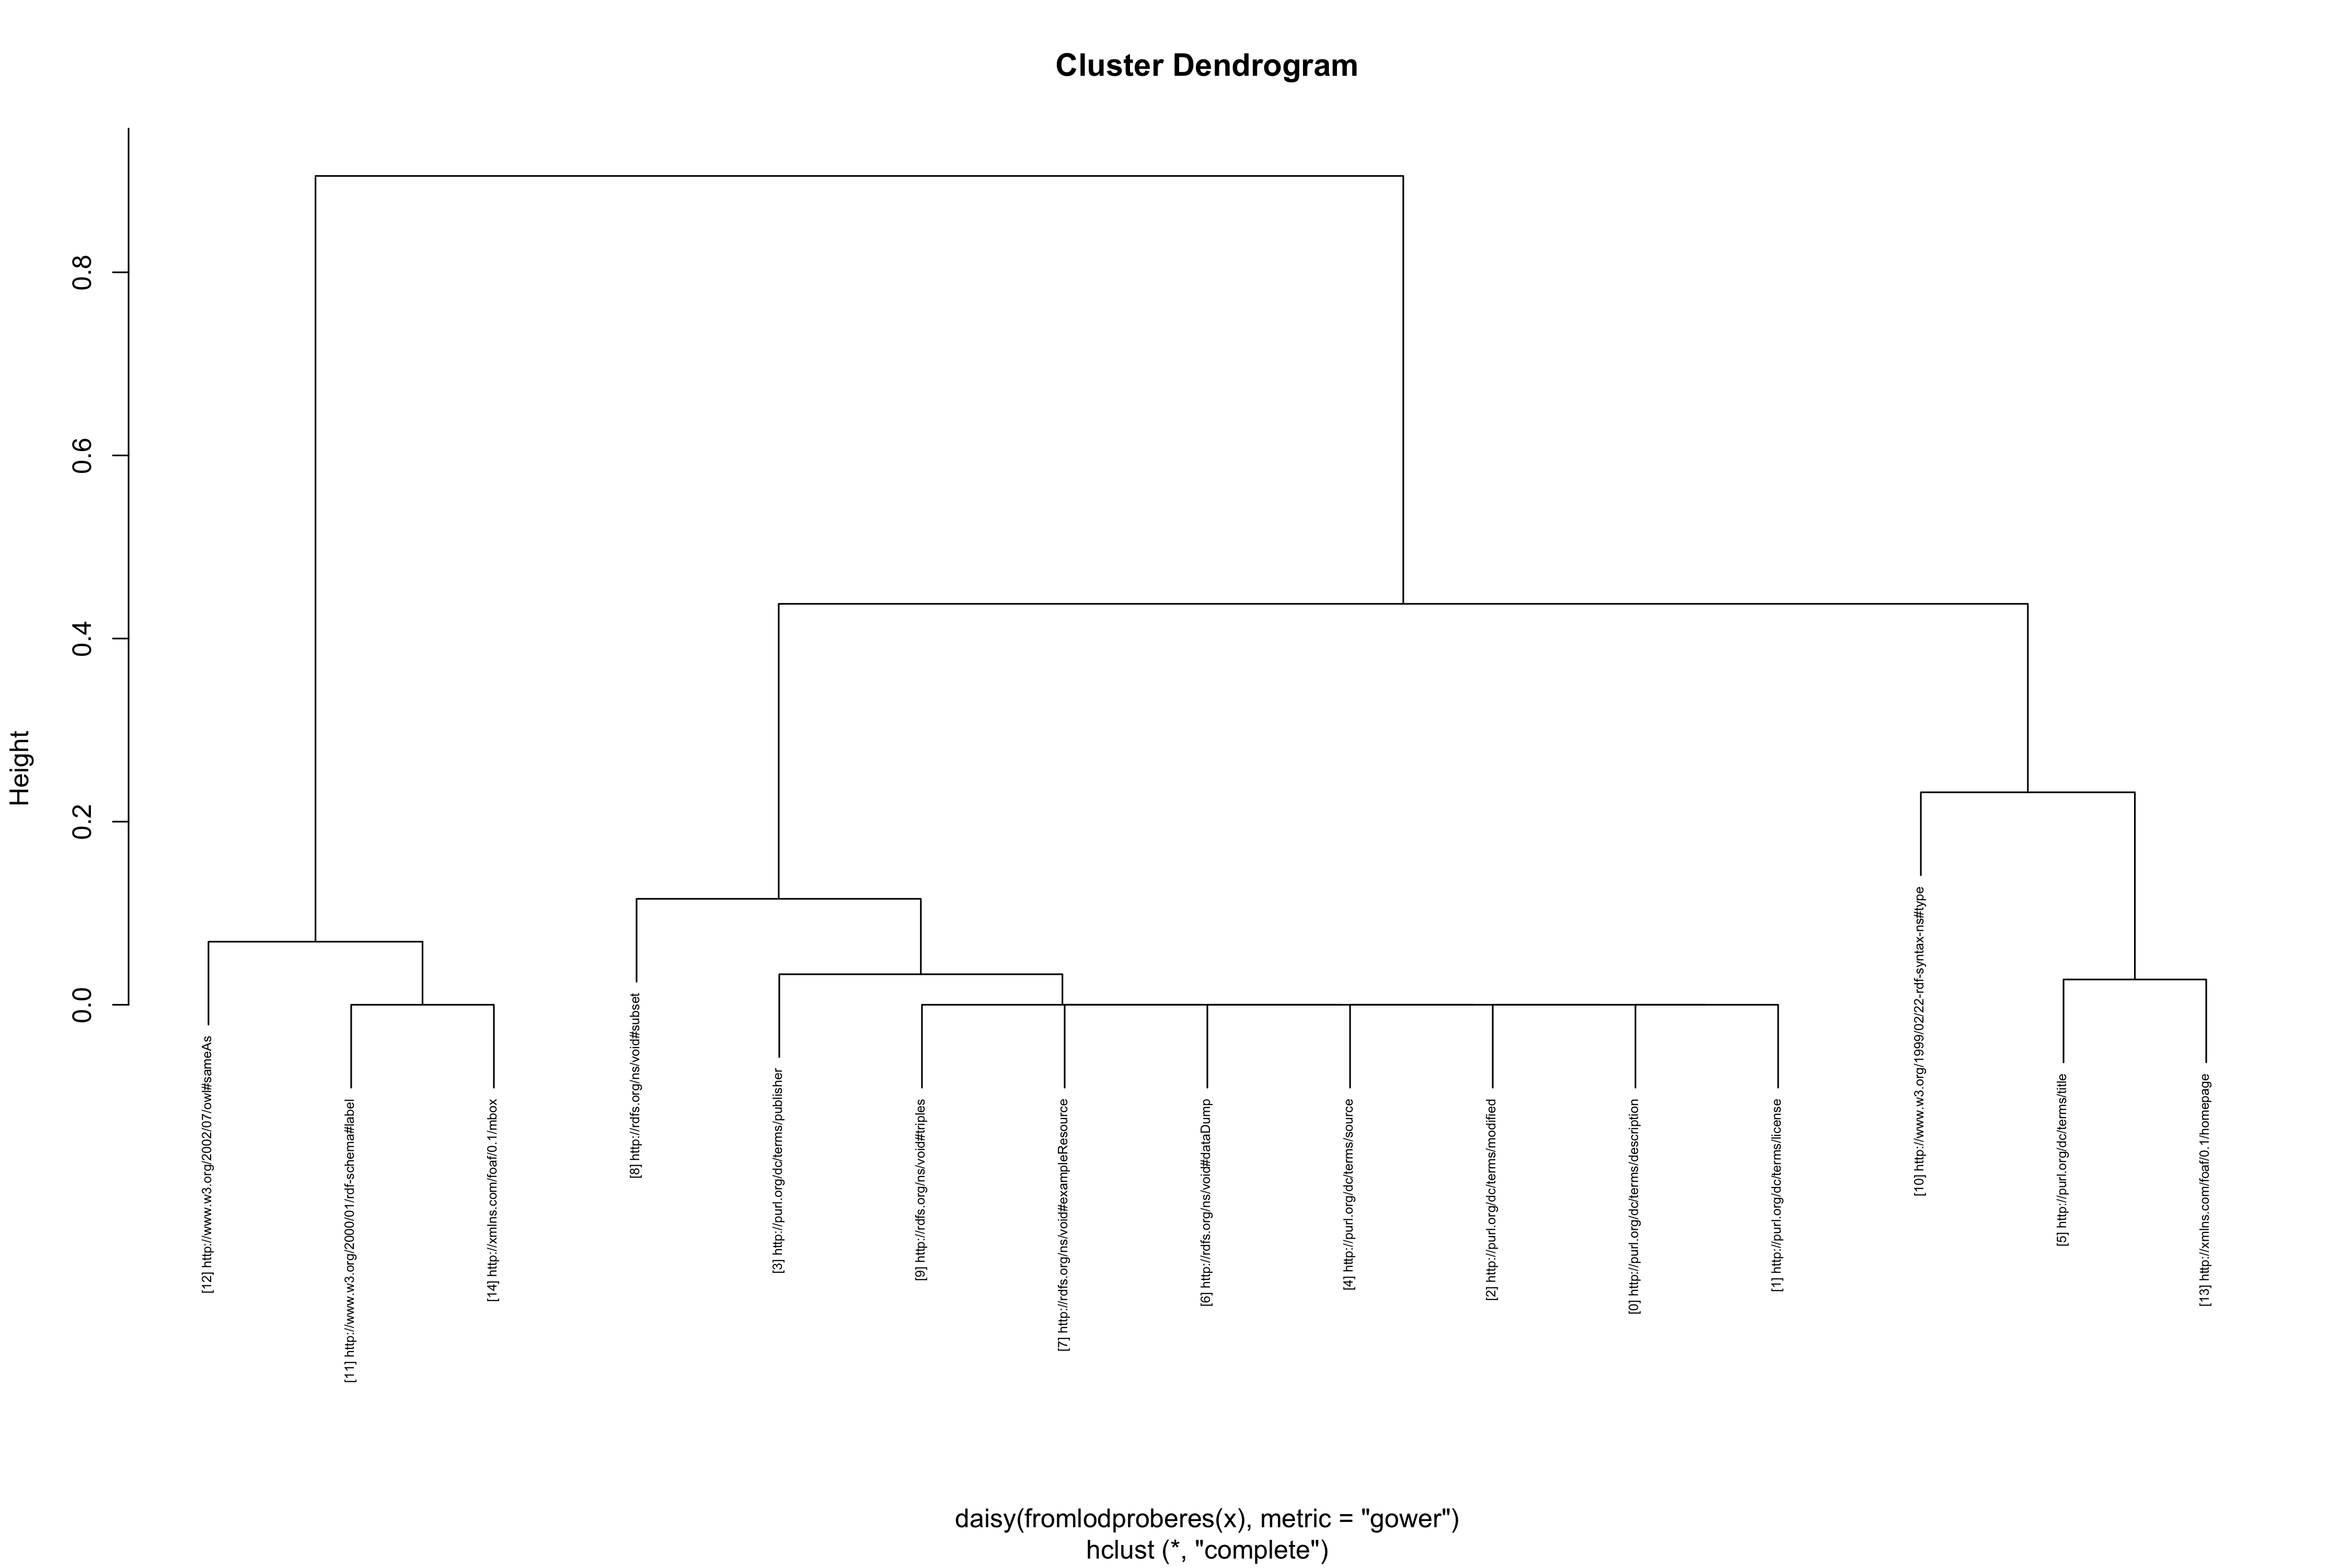 Cluster Dendrogram
Height
0.0
0.2
0.4
0.6
0.8
[12] http://www.w3.org/2002/07/owl#sameAs
[11] http://www.w3.org/2000/01/rdf-schema#label
[14] http://xmlns.com/foaf/0.1/mbox
[8] http://rdfs.org/ns/void#subset
[3] http://purl.org/dc/terms/publisher
[9] http://rdfs.org/ns/void#triples
[7] http://rdfs.org/ns/void#exampleResource
[6] http://rdfs.org/ns/void#dataDump
[4] http://purl.org/dc/terms/source
[2] http://purl.org/dc/terms/modified
[0] http://purl.org/dc/terms/description
[1] http://purl.org/dc/terms/license
[10] http://www.w3.org/1999/02/22-rdf-syntax-ns#type
[5] http://purl.org/dc/terms/title
[13] http://xmlns.com/foaf/0.1/homepage
daisy(fromlodproberes(x), metric = "gower")
hclust (*, "complete")